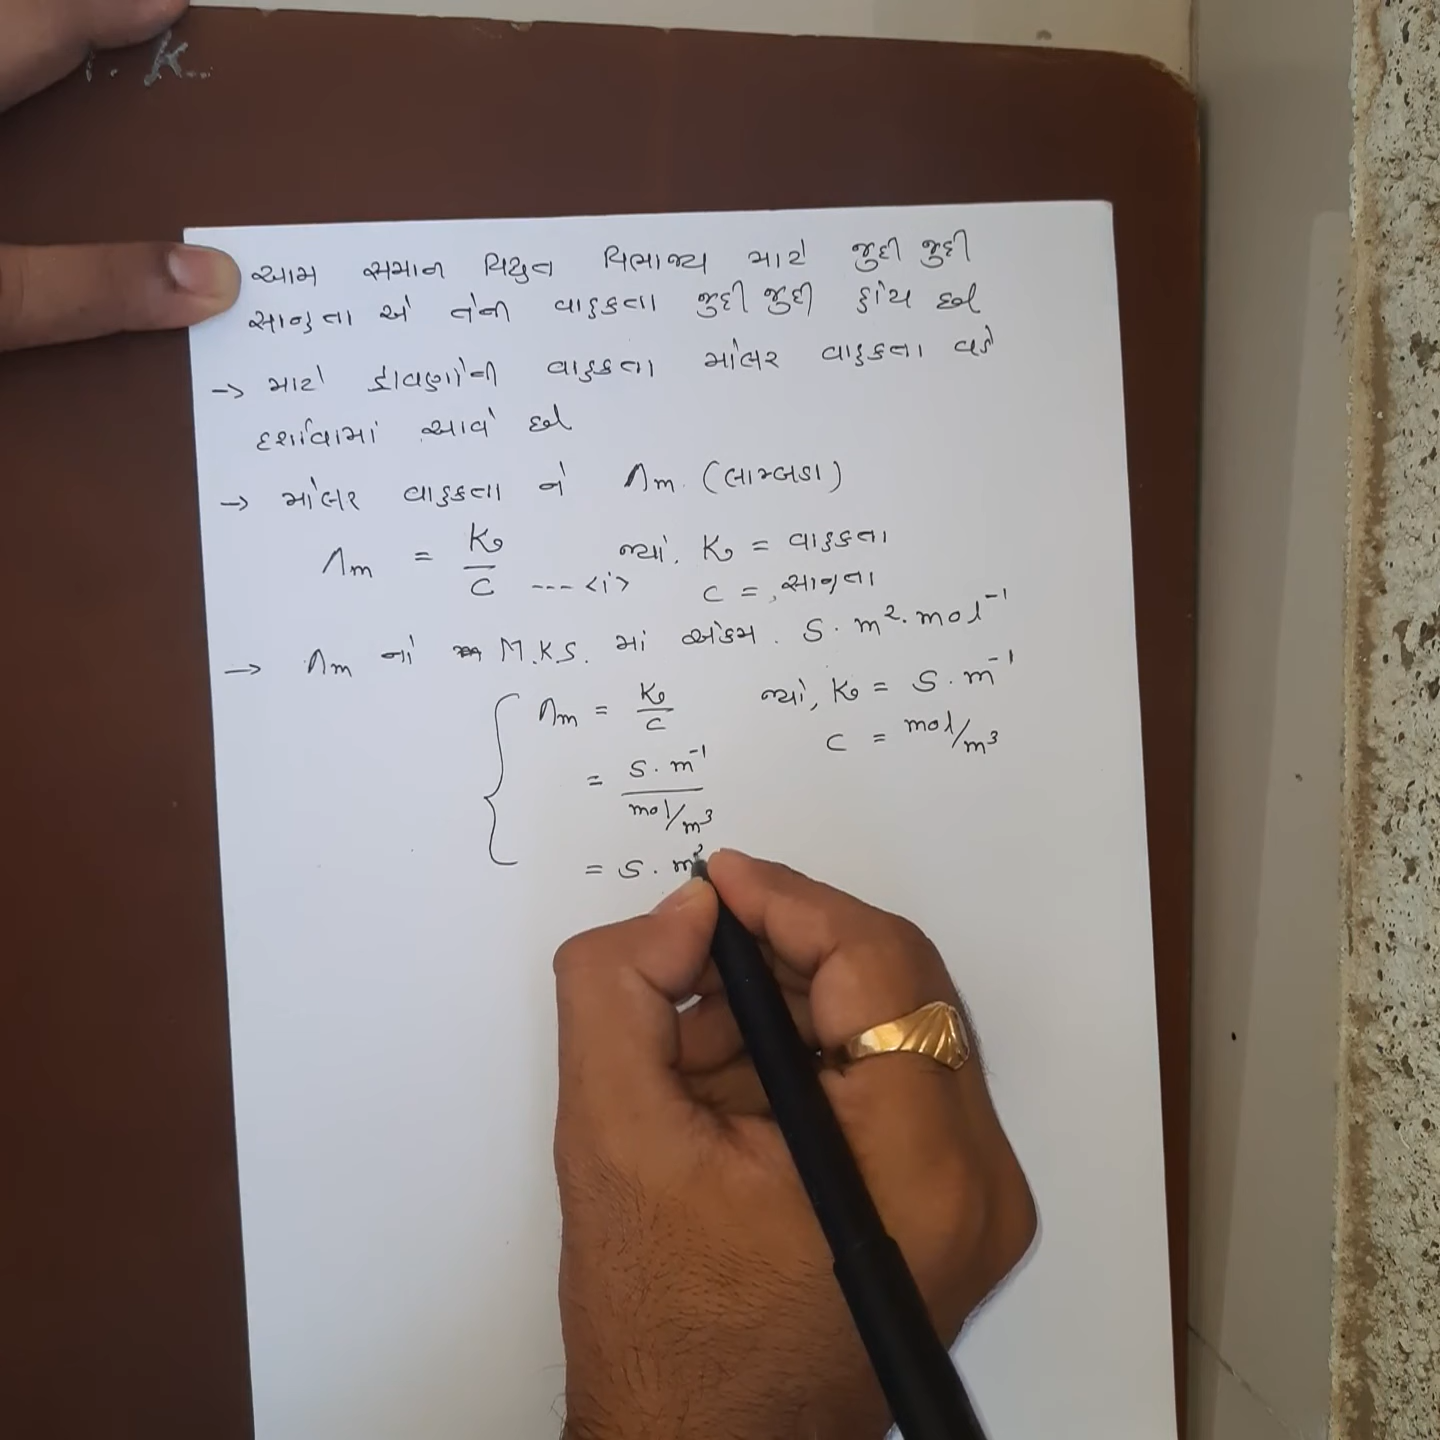 આમ સમાન વિદ્યુત વિભાજ્ય માટે જુદી જુદી
સાન્દ્રતા એ તેની વાહકતા જુદી જુદી હોય છે
→ માટે દ્રાવણોની વાહકતા મોલર વાહકતા વડે
દર્શાવામાં આવે છે
→ મોલર વાહકતા ને Λm (લામ્બડા)
Λm = K/C ---<i> જ્યાં, K = વાહકતા
C = સાન્દ્રતા
→ Λm નો M.K.S. માં એકમ. S·m²·mol⁻¹
Λm = K/C જ્યાં, K = S·m⁻¹
= S·m⁻¹ / mol/m³ C = mol/m³
= S·m²